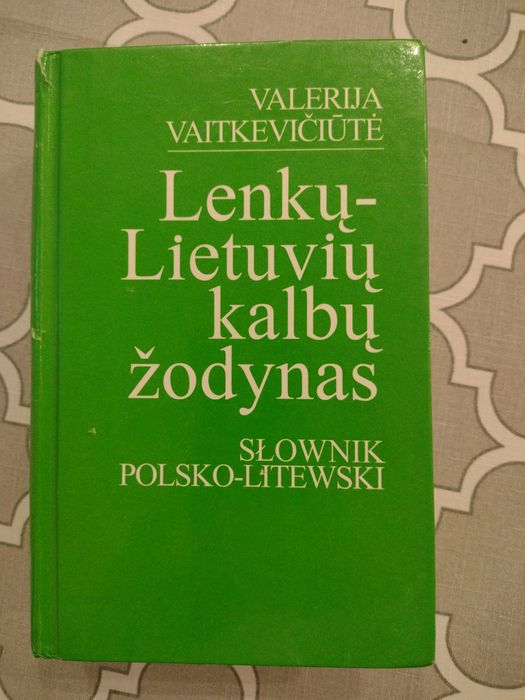 VALERIJA
VAITKEVIČIŪTĖ
Lenkų-
Lietuvių
kalbų
žodynas
SŁOWNIK
POLSKO-LITEWSKI